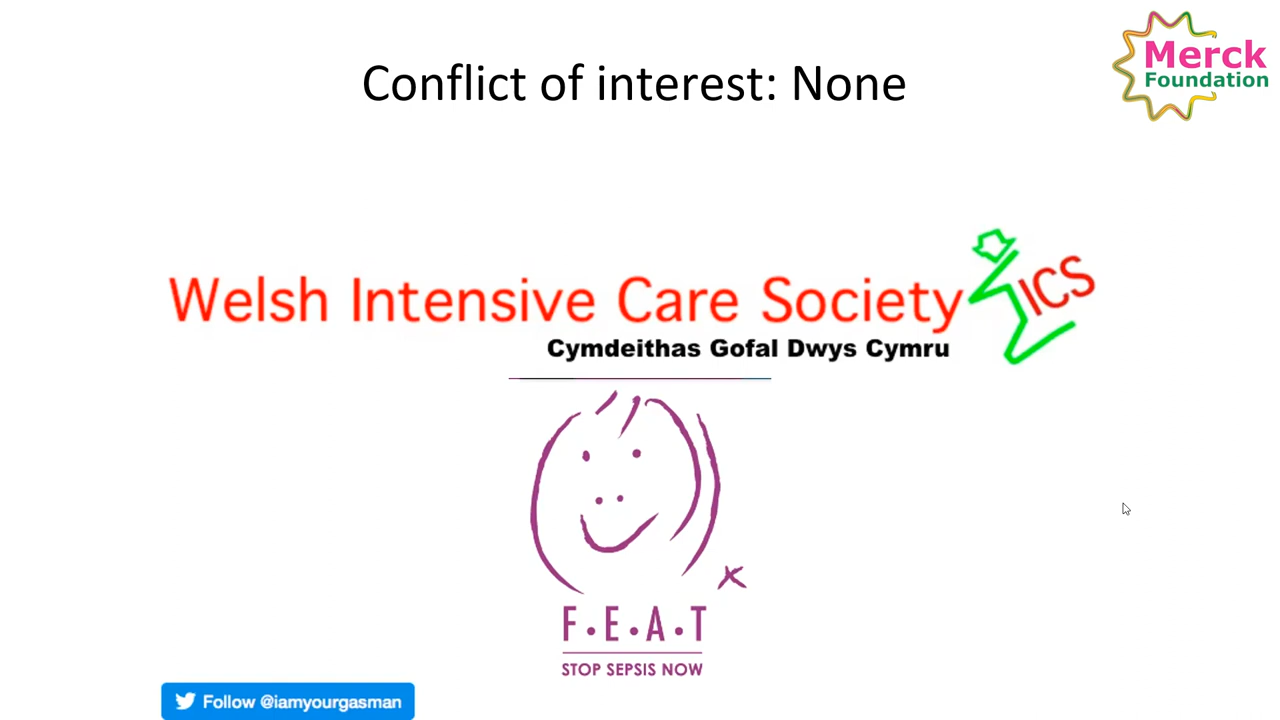 Conflict of interest: None
Merck
Foundation
Welsh Intensive Care Society
ICS
Cymdeithas Gofal Dwys Cymru
F.E.A.T
STOP SEPSIS NOW
Follow @iamyourgasman